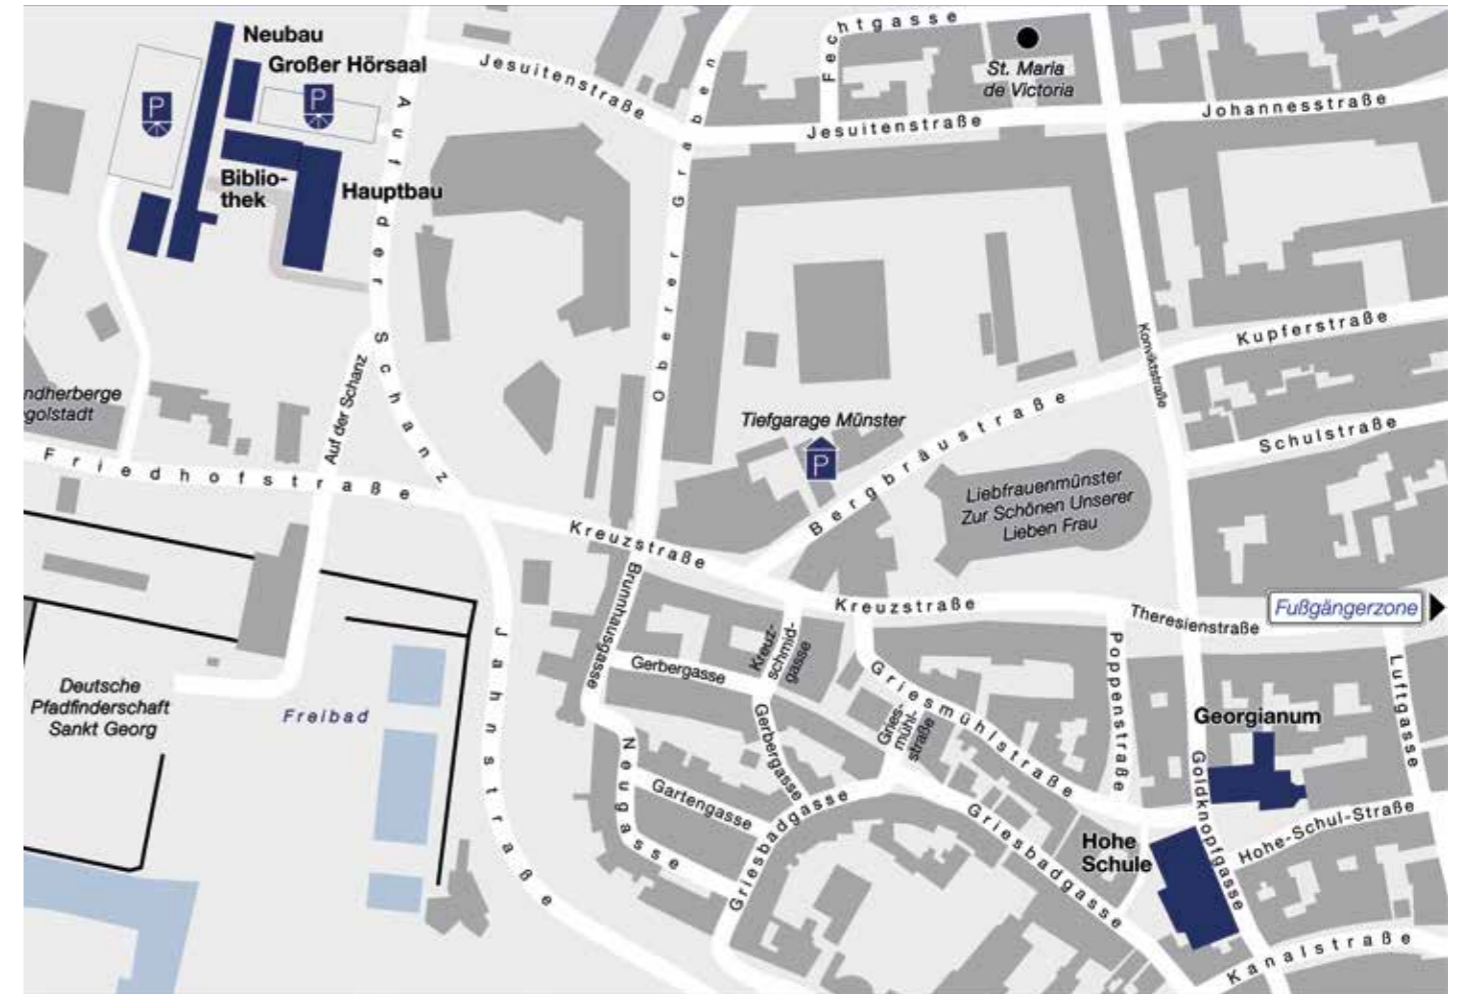 Neubau
Großer Hörsaal
P
P
Biblio-
thek
Hauptbau
Auf der Schanz
Jesuitenstraße
Oberer Graben
Fechtgasse
St. Maria
de Victoria
Jesuitenstraße
Johannesstraße
Konviktstraße
Kupferstraße
Schulstraße
ndherberge
golstadt
Auf der Schanz
Friedhofstraße
Tiefgarage Münster
P
Bergbräustraße
Liebfrauenmünster
Zur Schönen Unserer
Lieben Frau
Kreuzstraße
Kreuzstraße
Theresienstraße
Fußgängerzone
Brunnhausgasse
Gerbergasse
Kreuz-
schmid-
gasse
Poppenstraße
Luftgasse
Deutsche
Pfadfinderschaft
Sankt Georg
Freibad
Jahnstraße
Gerbergasse
Griesmühlstraße
Gries-
mühl-
straße
Georgianum
Goldknopfgasse
Neugasse
Gartengasse
Griesbadgasse
Griesbadgasse
Hohe
Schule
Hohe-Schul-Straße
Kanalstraße